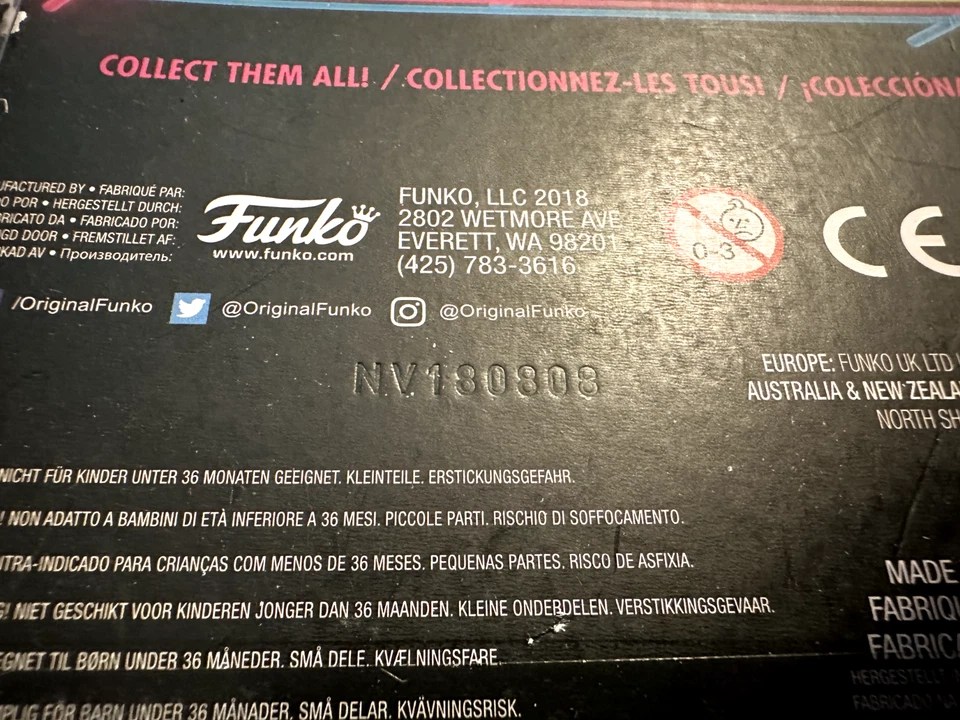 COLLECT THEM ALL! / COLLECTIONNEZ-LES TOUS! / ¡COLECCIÓNA
UFACTURED BY • FABRIQUÉ PAR:
O POR • HERGESTELLT DURCH:
RICATO DA • FABRICADO POR:
GD DOOR • FREMSTILLET AF:
KAD AV • Производитель:
Funko
www.funko.com
FUNKO, LLC 2018
2802 WETMORE AVE
EVERETT, WA 98201
(425) 783-3616
0-3
CE
/OriginalFunko @OriginalFunko @OriginalFunko
NV180808
EUROPE: FUNKO UK LTD
AUSTRALIA & NEW ZEALA
NORTH SH
NICHT FÜR KINDER UNTER 36 MONATEN GEEIGNET. KLEINTEILE. ERSTICKUNGSGEFAHR.
! NON ADATTO A BAMBINI DI ETÀ INFERIORE A 36 MESI. PICCOLE PARTI. RISCHIO DI SOFFOCAMENTO.
NTRA-INDICADO PARA CRIANÇAS COM MENOS DE 36 MESES. PEQUENAS PARTES. RISCO DE ASFIXIA.
G! NIET GESCHIKT VOOR KINDEREN JONGER DAN 36 MAANDEN. KLEINE ONDERDELEN. VERSTIKKINGSGEVAAR.
EGNET TIL BØRN UNDER 36 MÅNEDER. SMÅ DELE. KVÆLNINGSFARE.
MPLIG FÖR BARN UNDER 36 MÅNADER. SMÅ DELAR. KVÄVNINGSRISK.
MADE
FABRIQU
FABRICA
HERGESTELLT
FABRICADO